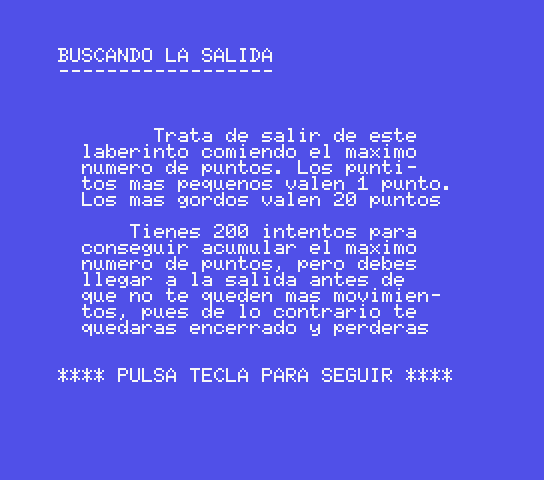 BUSCANDO LA SALIDA
------------------
Trata de salir de este
laberinto comiendo el maximo
numero de puntos. Los punti-
tos mas pequenos valen 1 punto.
Los mas gordos valen 20 puntos
Tienes 200 intentos para
conseguir acumular el maximo
numero de puntos, pero debes
llegar a la salida antes de
que no te queden mas movimien-
tos, pues de lo contrario te
quedaras encerrado y perderas
**** PULSA TECLA PARA SEGUIR ****